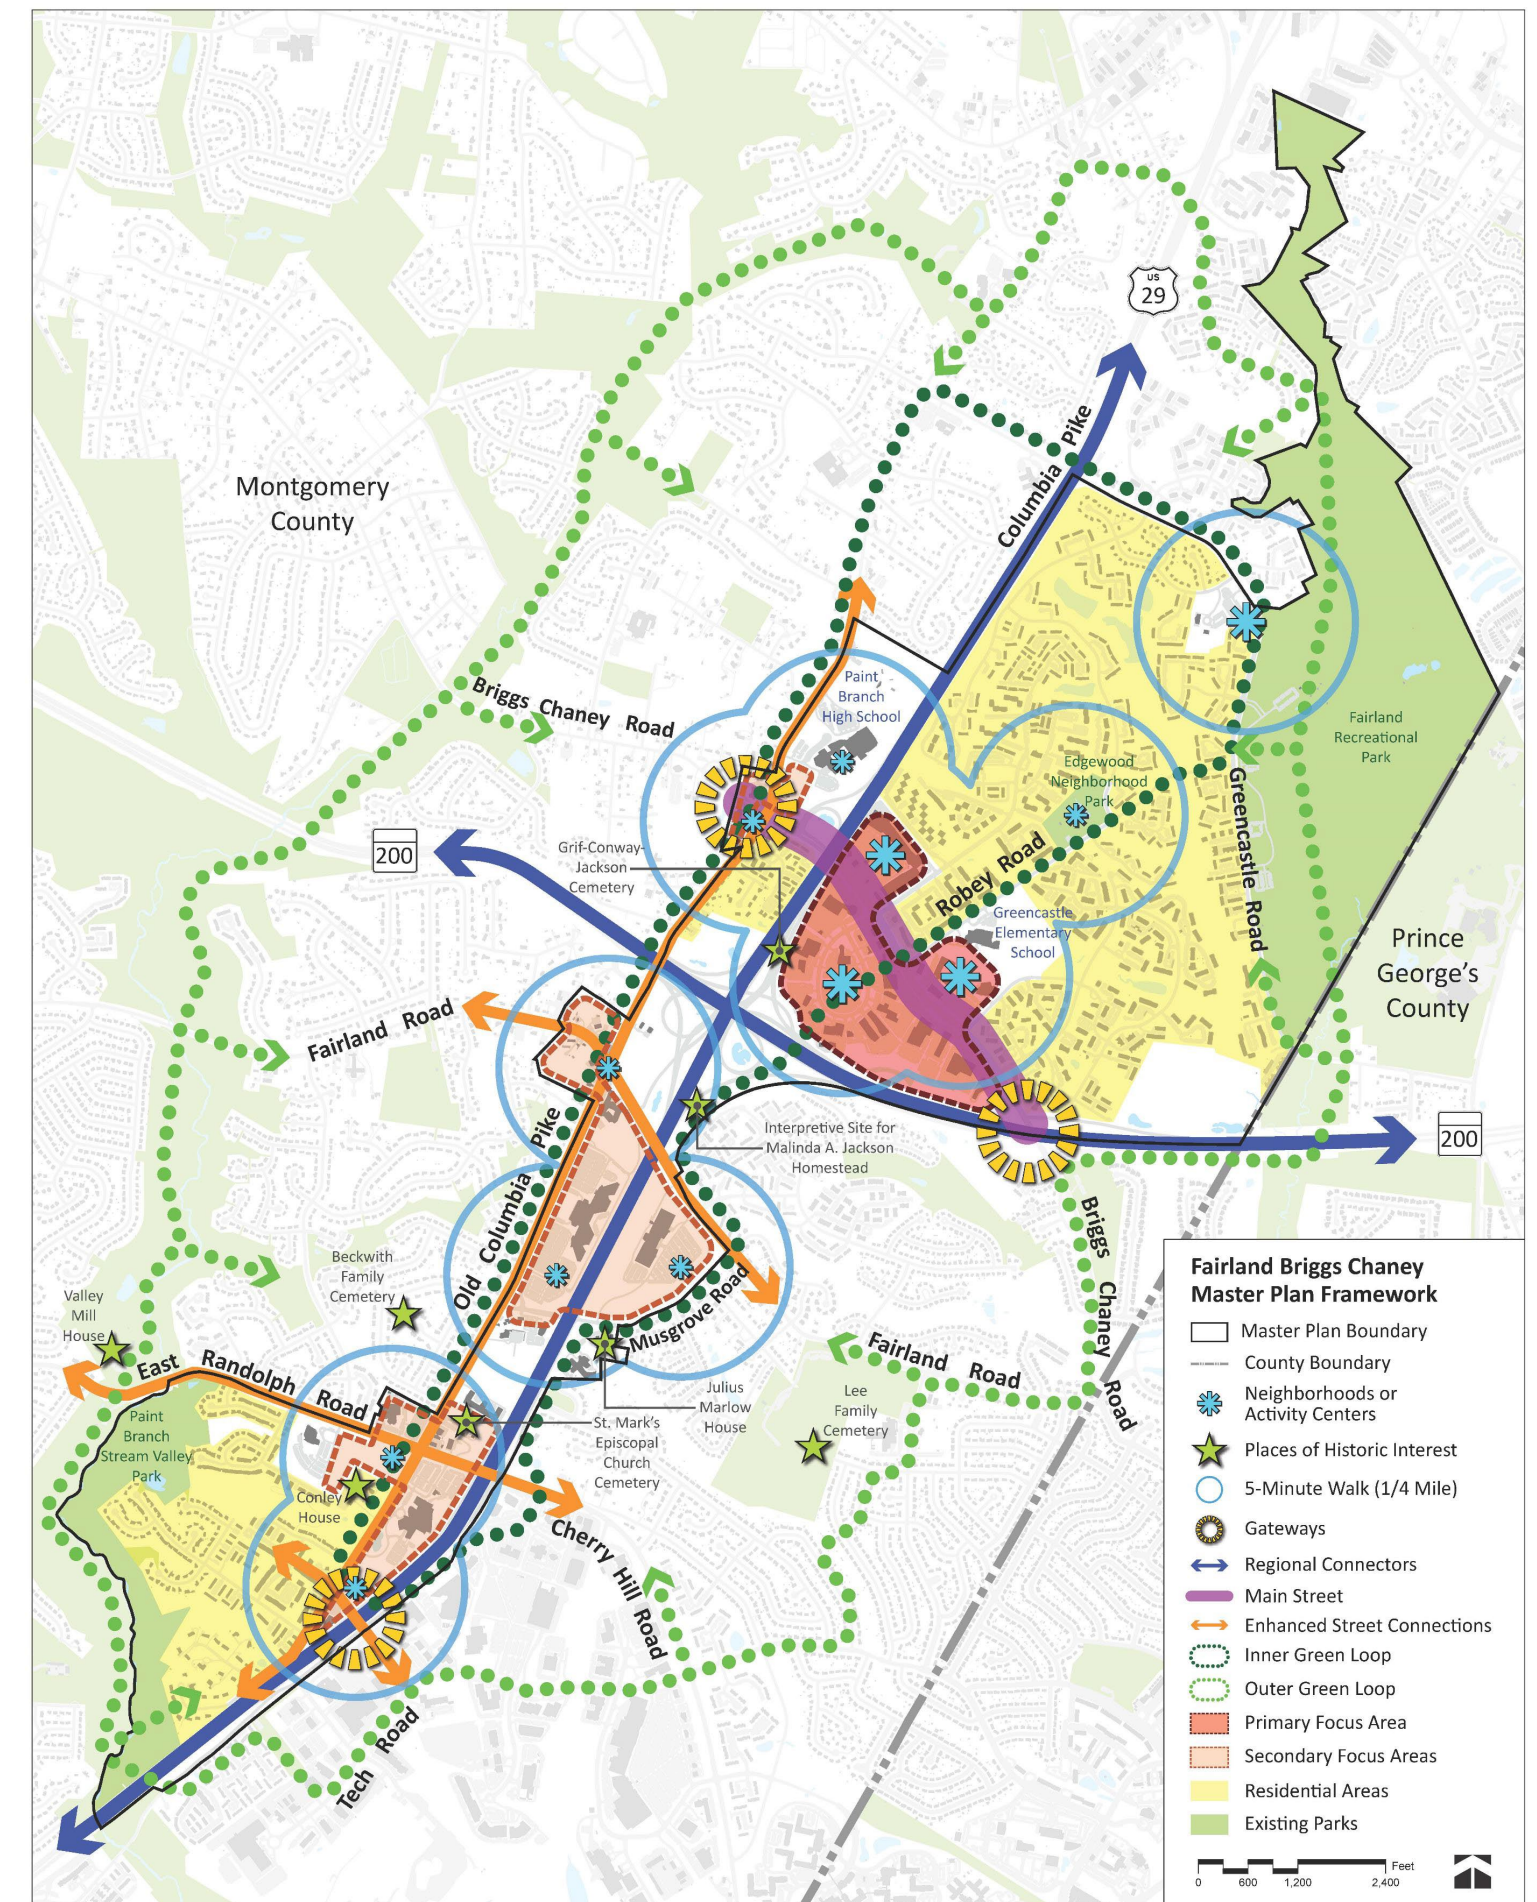 US
29
Columbia Pike
Montgomery
County
Briggs Chaney Road
Paint
Branch
High School
Fairland
Recreational
Park
Edgewood
Neighborhood
Park
200
Grif-Conway-
Jackson
Cemetery
Robey Road
Greencastle Road
Greencastle
Elementary
School
Prince
George's
County
Fairland Road
Old Columbia Pike
Interpretive Site for
Malinda A. Jackson
Homestead
200
Briggs Chaney Road
Beckwith
Family
Cemetery
Valley
Mill
House
Musgrove Road
East Randolph Road
Fairland Road
Julius
Marlow
House
Lee
Family
Cemetery
St. Mark's
Episcopal
Church
Cemetery
Paint
Branch
Stream Valley
Park
Conley
House
Cherry Hill Road
Tech Road
Fairland Briggs Chaney
Master Plan Framework
Master Plan Boundary
County Boundary
Neighborhoods or
Activity Centers
Places of Historic Interest
5-Minute Walk (1/4 Mile)
Gateways
Regional Connectors
Main Street
Enhanced Street Connections
Inner Green Loop
Outer Green Loop
Primary Focus Area
Secondary Focus Areas
Residential Areas
Existing Parks
Feet
0 600 1,200 2,400